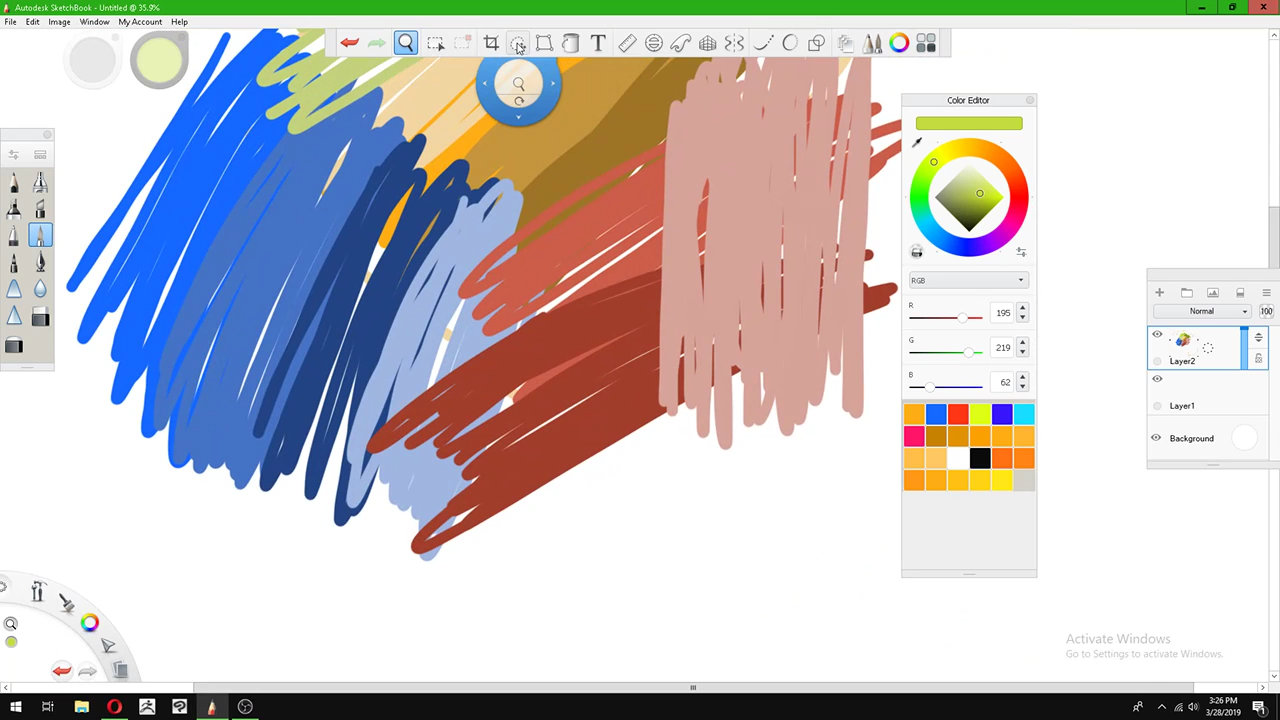 Autodesk SketchBook - Untitled @ 35.9%
File Edit Image Window My Account Help
Color Editor
RGB
R 195
G 219
B 62
Normal 100
Layer2
Layer1
Background
Activate Windows
Go to Settings to activate Windows.
3:26 PM
3/28/2019
1